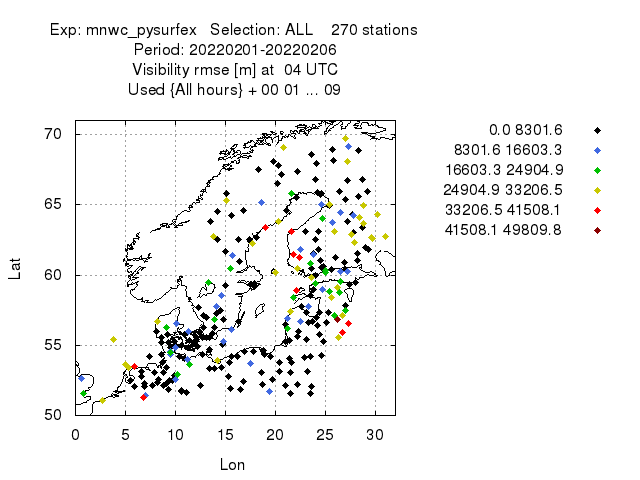 Exp: mnwc_pysurfex   Selection: ALL    270 stations
Period: 20220201-20220206
Visibility rmse [m] at  04 UTC
Used {All hours} + 00 01 ... 09
0.0 8301.6
8301.6 16603.3
16603.3 24904.9
24904.9 33206.5
33206.5 41508.1
41508.1 49809.8
70
65
60
55
50
Lat
0 5 10 15 20 25 30
Lon